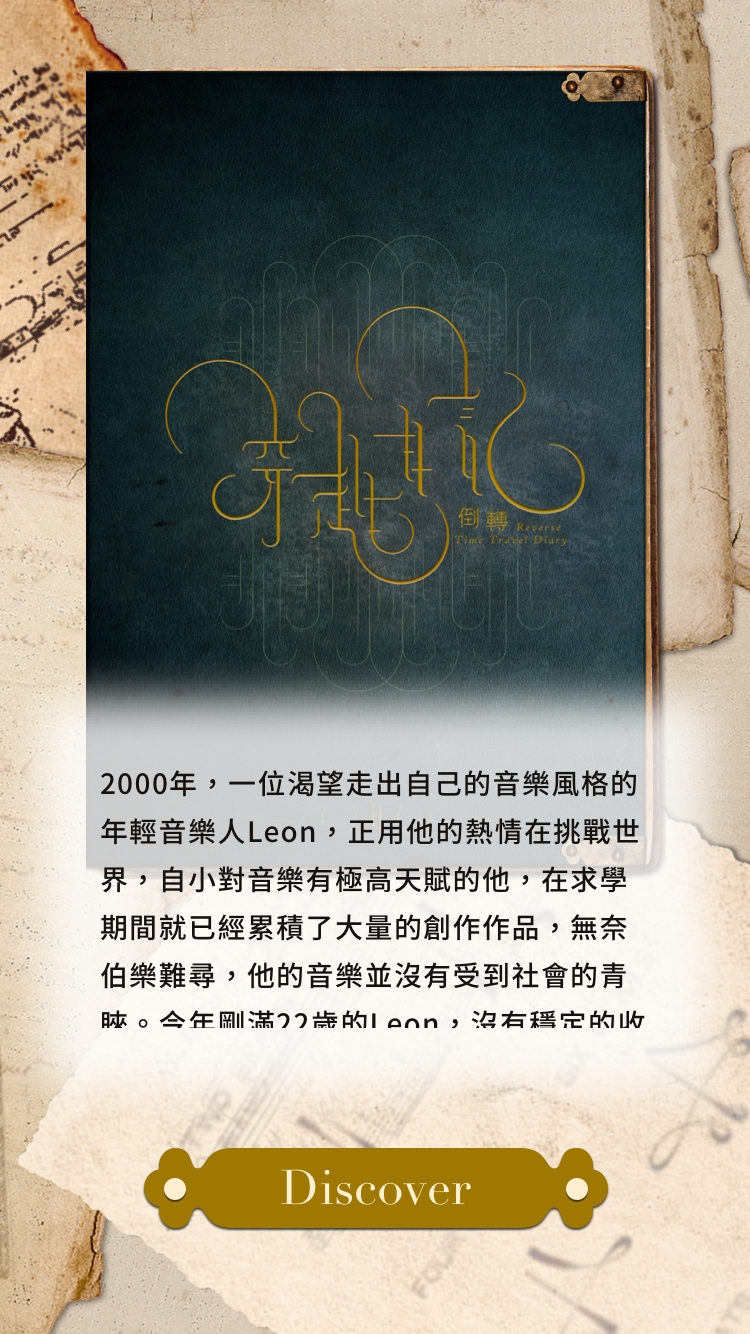 穿越日記
倒轉 Reverse
Time Travel Diary
2000年，一位渴望走出自己的音樂風格的
年輕音樂人Leon，正用他的熱情在挑戰世
界，自小對音樂有極高天賦的他，在求學
期間就已經累積了大量的創作作品，無奈
伯樂難尋，他的音樂並沒有受到社會的青
睞。今年剛滿22歲的Leon，沒有穩定的收
Discover